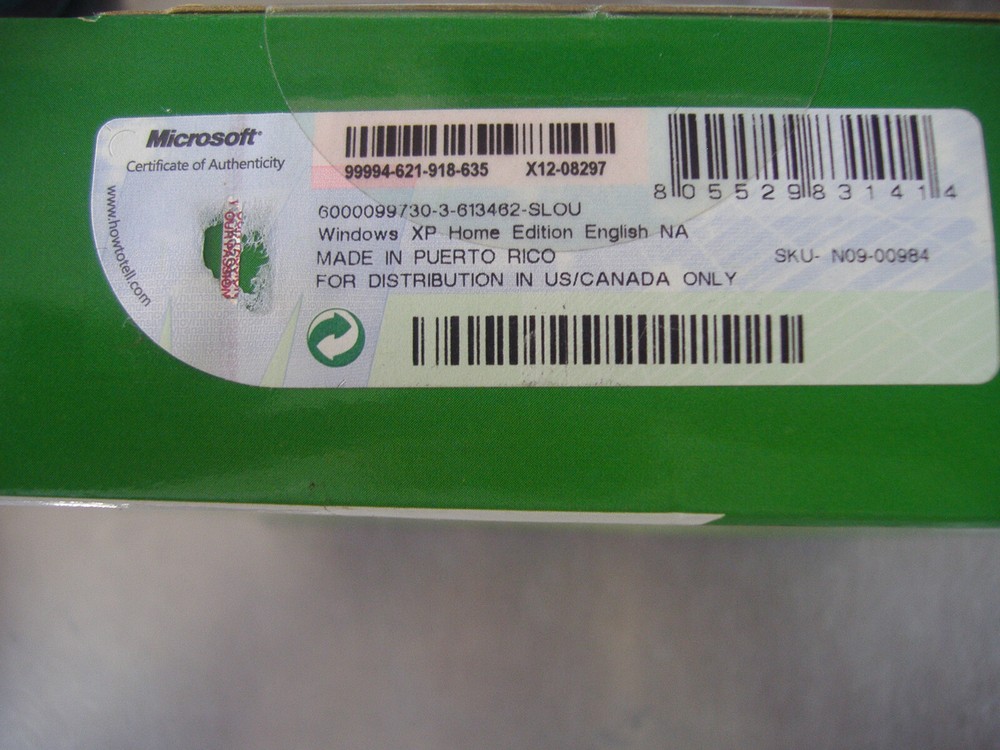 Microsoft
Certificate of Authenticity
www.howtotell.com
99994-621-918-635 X12-08297
8 05529 83141 4
6000099730-3-613462-SLOU
Windows XP Home Edition English NA
MADE IN PUERTO RICO SKU- N09-00984
FOR DISTRIBUTION IN US/CANADA ONLY